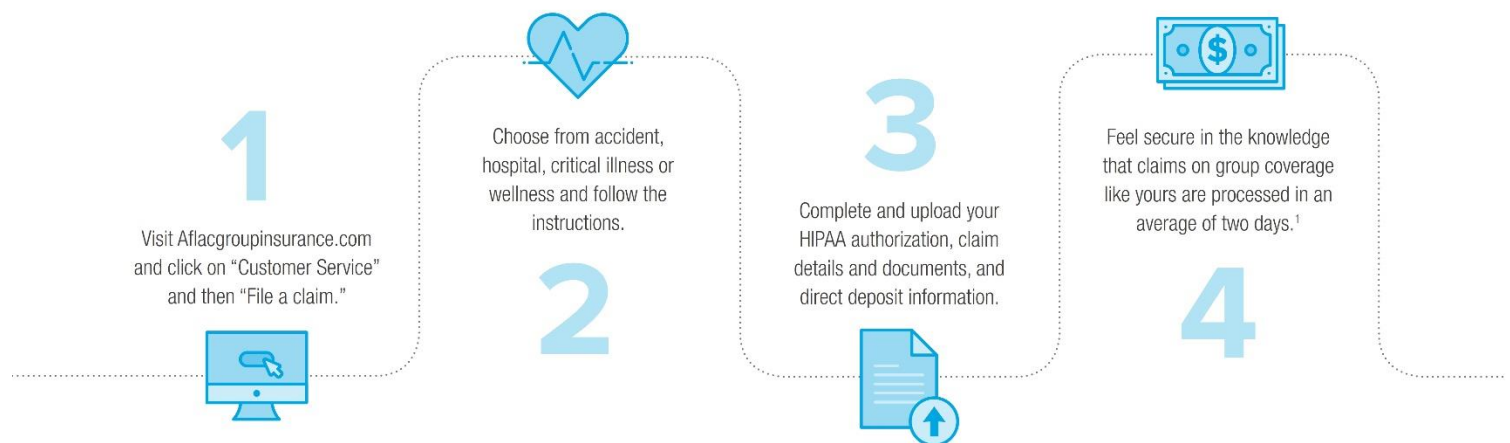 1
Visit Aflacgroupinsurance.com
and click on “Customer Service”
and then “File a claim.”
Choose from accident,
hospital, critical illness or
wellness and follow the
instructions.
2
3
Complete and upload your
HIPAA authorization, claim
details and documents, and
direct deposit information.
$
Feel secure in the knowledge
that claims on group coverage
like yours are processed in an
average of two days.¹
4